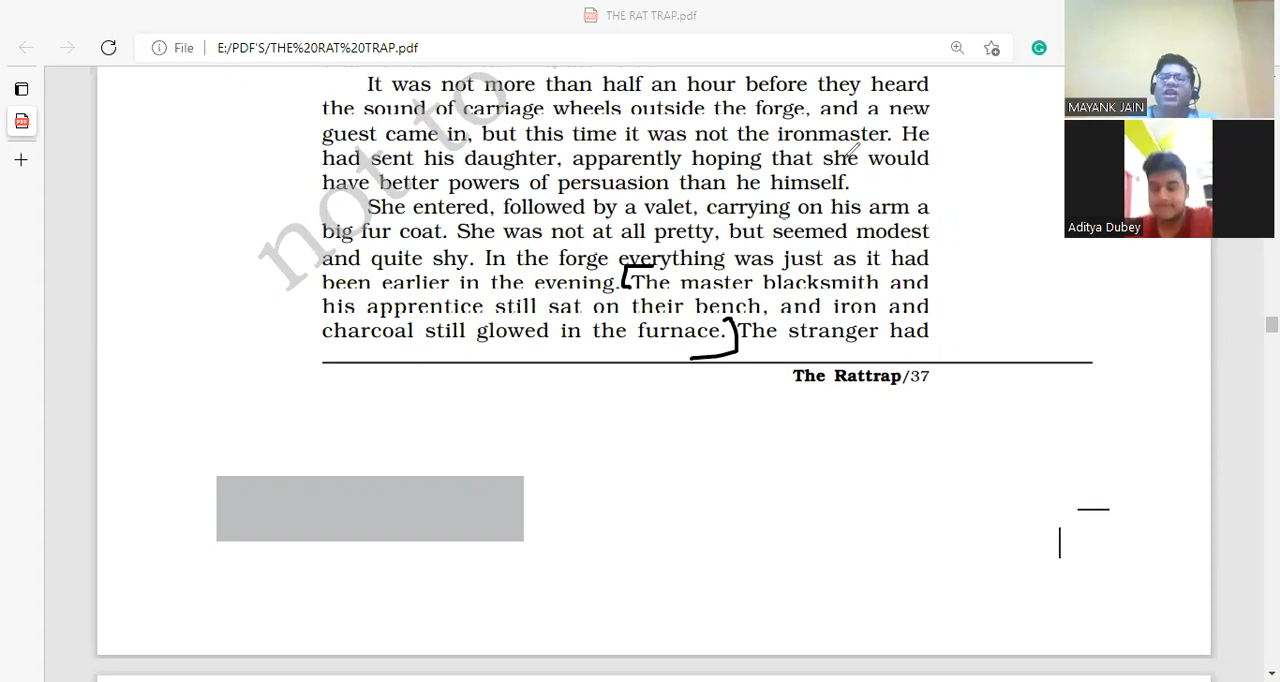 THE RAT TRAP.pdf
File E:/PDF'S/THE%20RAT%20TRAP.pdf
MAYANK JAIN
Aditya Dubey
It was not more than half an hour before they heard
the sound of carriage wheels outside the forge, and a new
guest came in, but this time it was not the ironmaster. He
had sent his daughter, apparently hoping that she would
have better powers of persuasion than he himself.
She entered, followed by a valet, carrying on his arm a
big fur coat. She was not at all pretty, but seemed modest
and quite shy. In the forge everything was just as it had
been earlier in the evening. The master blacksmith and
his apprentice still sat on their bench, and iron and
charcoal still glowed in the furnace. The stranger had
The Rattrap/37
not to